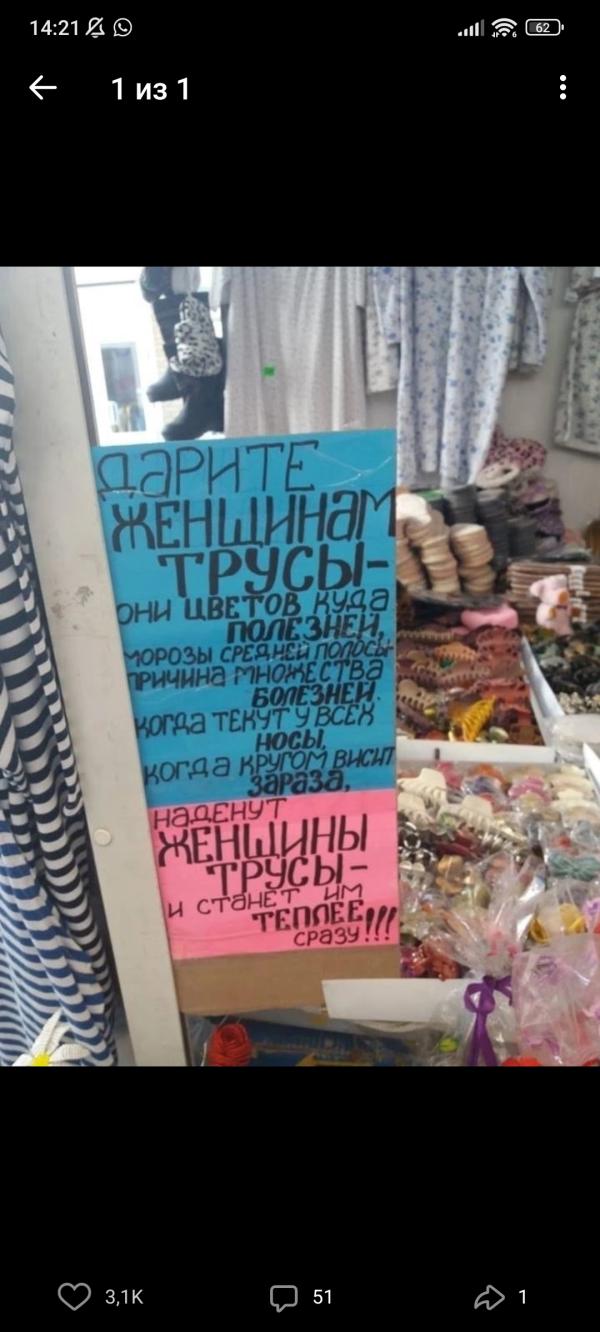 14:21
62
1 из 1
ДАРИТЕ
ЖЕНЩИНАМ
ТРУСЫ-
ОНИ ЦВЕТОВ КУДА
ПОЛЕЗНЕЙ,
МОРОЗЫ СРЕДНЕЙ ПОЛОСЫ-
ПРИЧИНА МНОЖЕСТВА
БОЛЕЗНЕЙ.
КОГДА ТЕКУТ У ВСЕХ
НОСЫ,
КОГДА КРУГОМ ВИСИТ
ЗАРАЗА,
НАДЕНУТ
ЖЕНЩИНЫ
ТРУСЫ-
И СТАНЕТ ИМ
ТЕПЛЕЕ
СРАЗУ!!!
3,1K
51
1